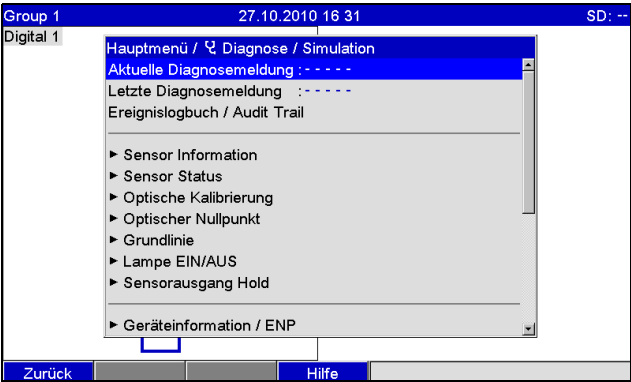 Group 1 27.10.2010 16 31 SD: --
Digital 1
Hauptmenü / Diagnose / Simulation
Aktuelle Diagnosemeldung : - - - - -
Letzte Diagnosemeldung : - - - - -
Ereignislogbuch / Audit Trail
Sensor Information
Sensor Status
Optische Kalibrierung
Optischer Nullpunkt
Grundlinie
Lampe EIN/AUS
Sensorausgang Hold
Geräteinformation / ENP
Zurück Hilfe